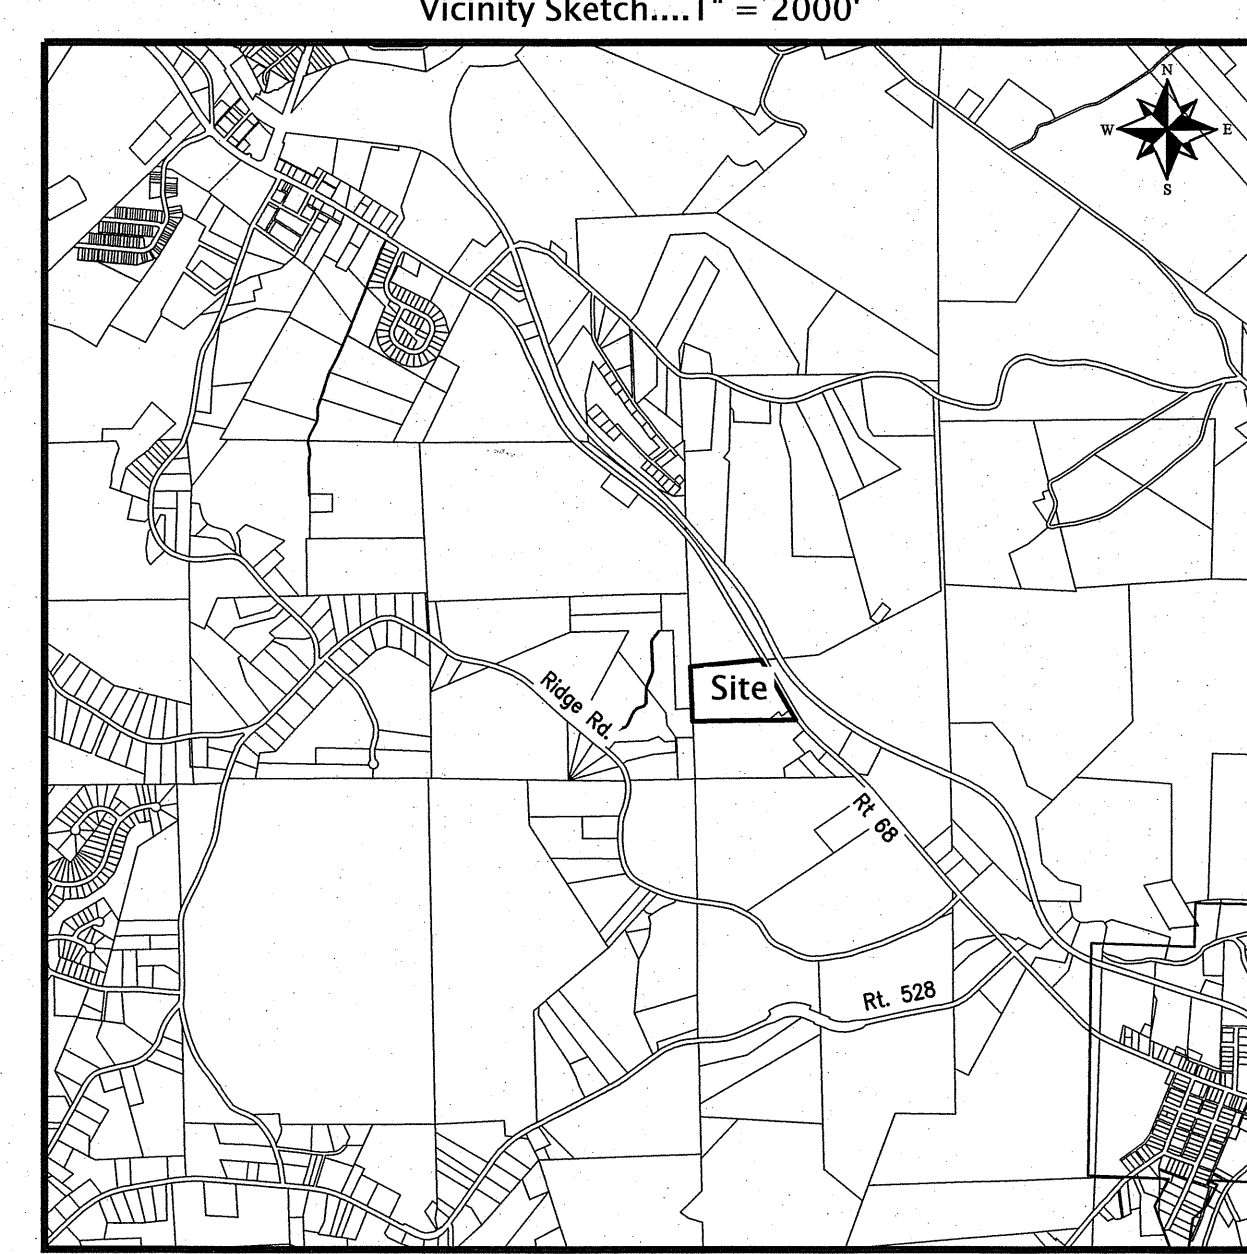 Vicinity Sketch....1" = 2000'
N
W E
S
Ridge Rd.
Site
Rt 68
Rt. 528